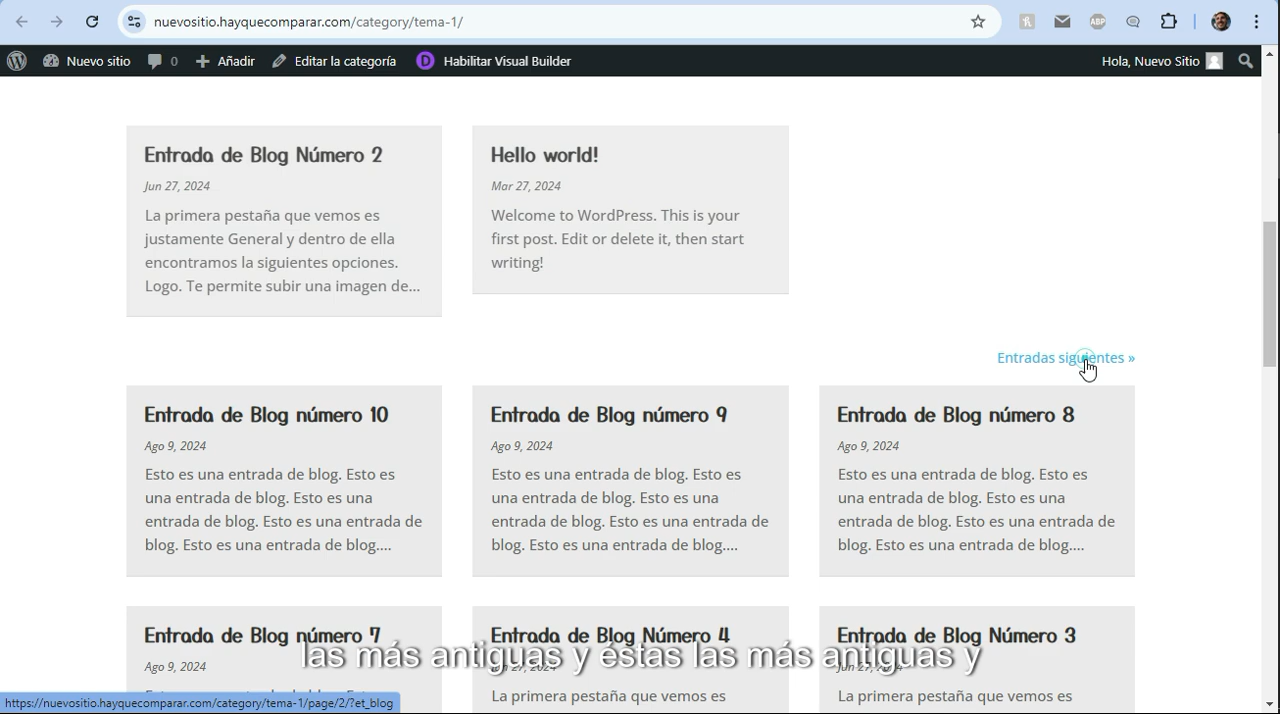 nuevositio.hayquecomparar.com/category/tema-1/
ABP
Nuevo sitio 0 Añadir Editar la categoría D Habilitar Visual Builder Hola, Nuevo Sitio
Entrada de Blog Número 2
Jun 27, 2024
La primera pestaña que vemos es
justamente General y dentro de ella
encontramos la siguientes opciones.
Logo. Te permite subir una imagen de...
Hello world!
Mar 27, 2024
Welcome to WordPress. This is your
first post. Edit or delete it, then start
writing!
Entradas siguientes »
Entrada de Blog número 10
Ago 9, 2024
Esto es una entrada de blog. Esto es
una entrada de blog. Esto es una
entrada de blog. Esto es una entrada de
blog. Esto es una entrada de blog....
Entrada de Blog número 9
Ago 9, 2024
Esto es una entrada de blog. Esto es
una entrada de blog. Esto es una
entrada de blog. Esto es una entrada de
blog. Esto es una entrada de blog....
Entrada de Blog número 8
Ago 9, 2024
Esto es una entrada de blog. Esto es
una entrada de blog. Esto es una
entrada de blog. Esto es una entrada de
blog. Esto es una entrada de blog....
Entrada de Blog número 7
Ago 9, 2024
Entrada de Blog Número 4
Jun 27, 2024
La primera pestaña que vemos es
Entrada de Blog Número 3
Jun 27, 2024
La primera pestaña que vemos es
las más antiguas y éstas las más antiguas y
https://nuevositio.hayquecomparar.com/category/tema-1/page/2/?et_blog